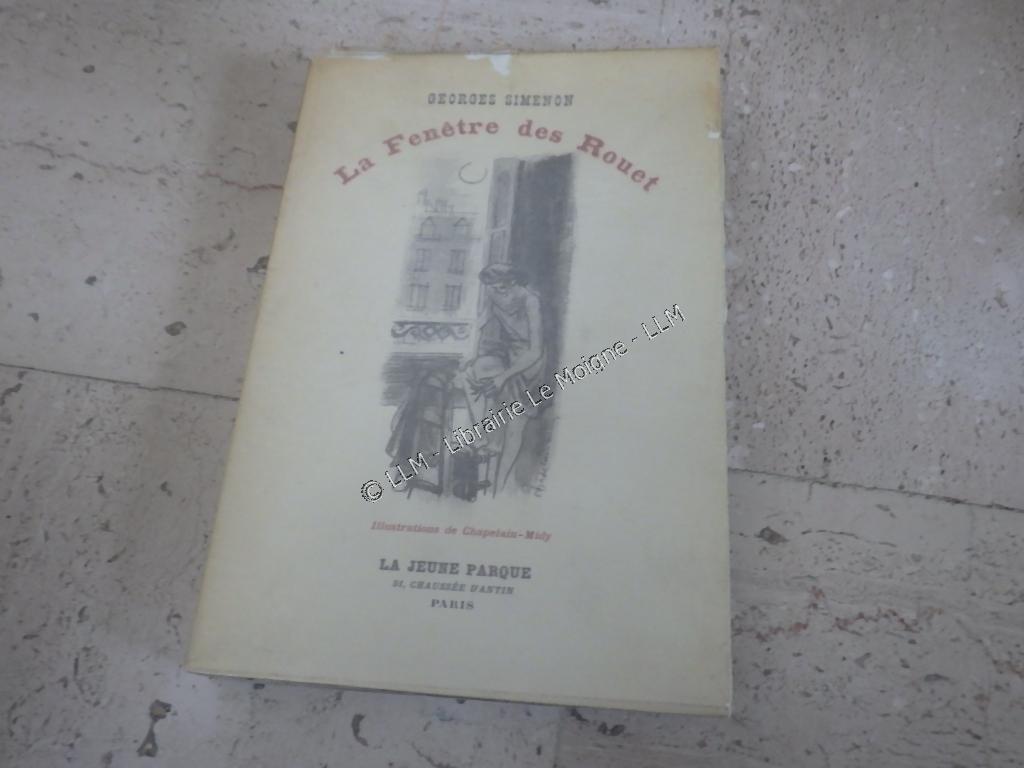 GEORGES SIMENON
La Fenêtre des Rouet
© LLM - Librairie Le Moigne - LLM
Illustrations de Chapelain-Midy
LA JEUNE PARQUE
51, CHAUSSÉE D'ANTIN
PARIS